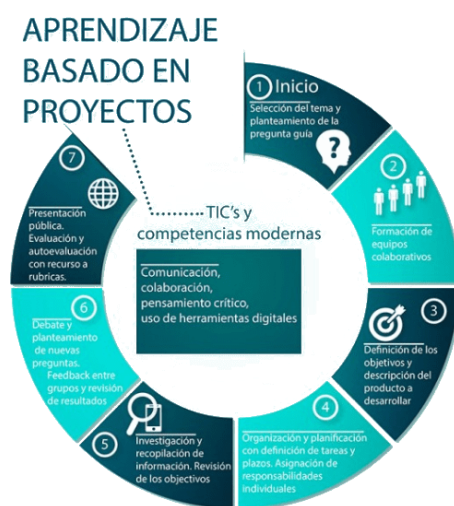 APRENDIZAJE
BASADO EN
PROYECTOS
1 Inicio
Selección del tema y
planteamiento de la
pregunta guía
?
2
Formación de
equipos
colaborativos
3
Definición de los
objetivos y
descripción del
producto a
desarrollar
4
Organización y planificación
con definición de tareas y
plazos. Asignación de
responsabilidades
individuales
5
Investigación y
recopilación de
información. Revisión
de los objetivos
6
Debate y
planteamiento
de nuevas
preguntas.
Feedback entre
grupos y revisión
de resultados
7
Presentación
pública.
Evaluación y
autoevaluación
con recurso a
rubricas.
TIC's y
competencias modernas
Comunicación,
colaboración,
pensamiento crítico,
uso de herramientas digitales